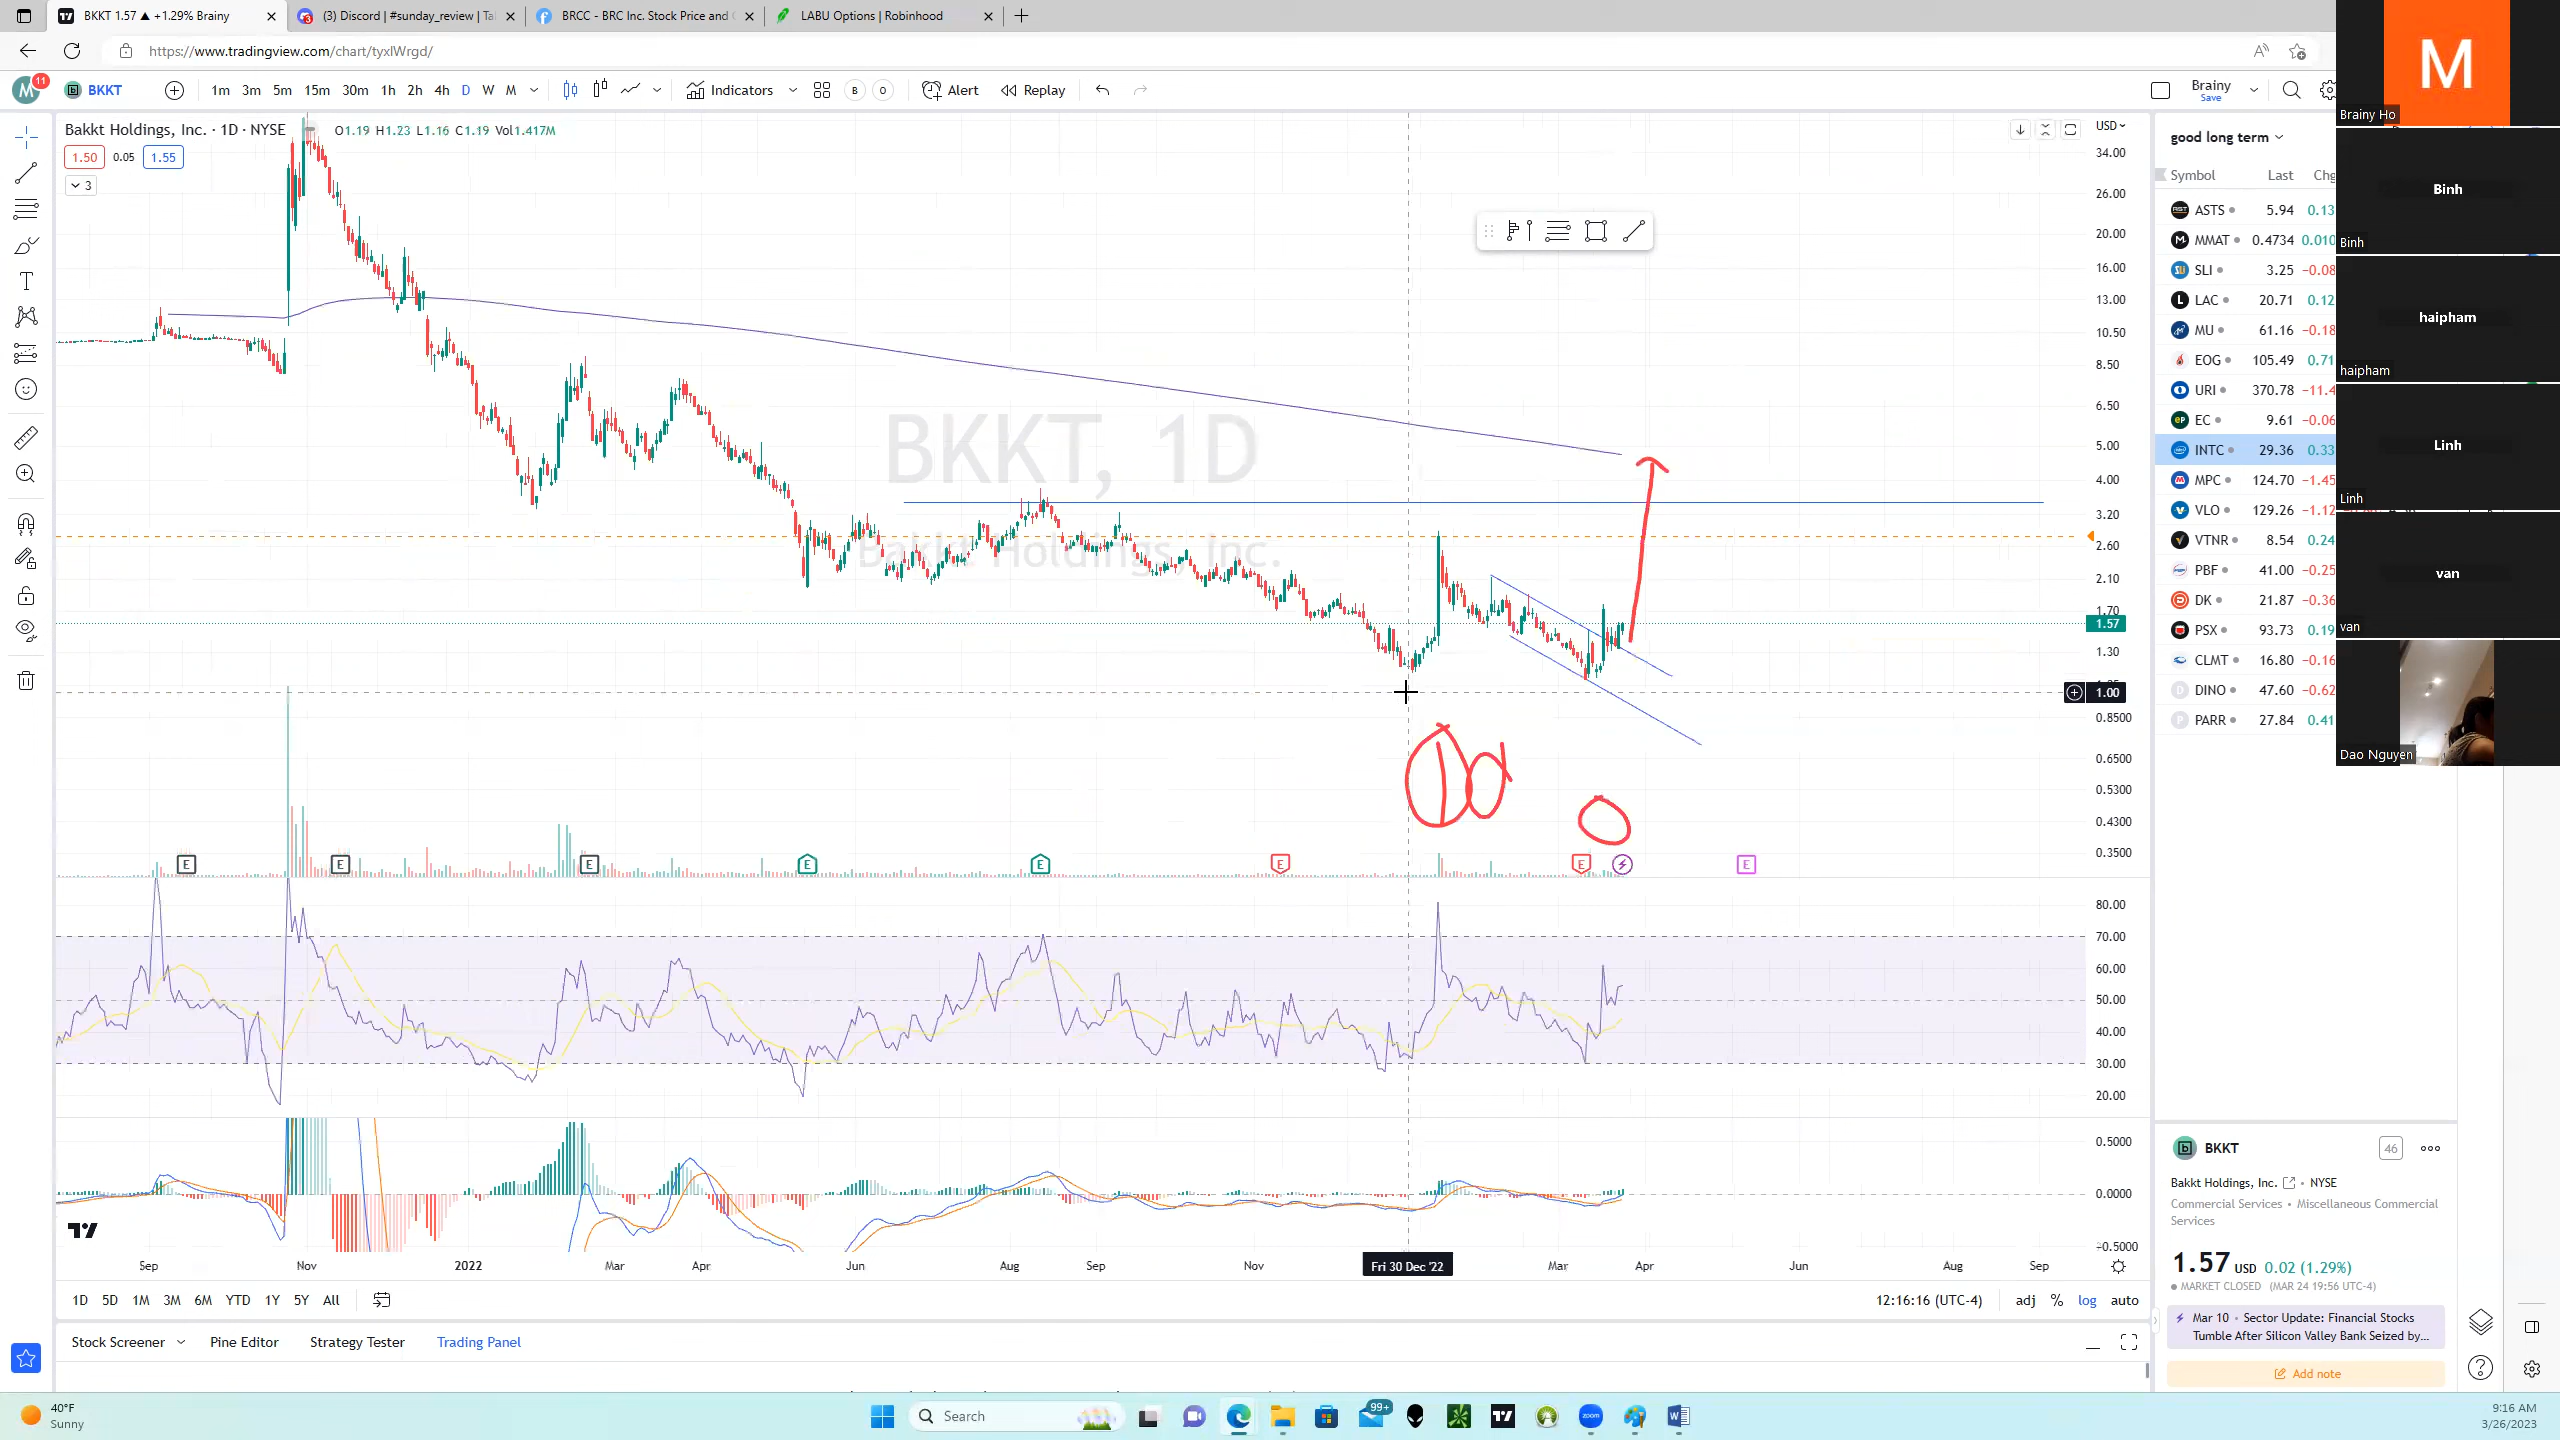 BKKT 1.57 ▲ +1.29% Brainy
(3) Discord | #sunday_review | Tal
BRCC - BRC Inc. Stock Price and
LABU Options | Robinhood
https://www.tradingview.com/chart/tyxlWrgd/
M 11 BKKT 1m 3m 5m 15m 30m 1h 2h 4h D W M Indicators B O Alert Replay Brainy
Save
Bakkt Holdings, Inc. · 1D · NYSE O1.19 H1.23 L1.16 C1.19 Vol1.417M
1.50 0.05 1.55
3
USD
34.00
26.00
20.00
16.00
13.00
10.50
8.50
6.50
5.00
4.00
3.20
2.60
2.10
1.70
1.57
1.30
1.00
0.8500
0.6500
0.5300
0.4300
0.3500
BKKT, 1D
Bakkt Holdings, Inc.
E E E E E E E E
80.00
70.00
60.00
50.00
40.00
30.00
20.00
0.5000
0.0000
-0.5000
Sep Nov 2022 Mar Apr Jun Aug Sep Nov Fri 30 Dec '22 Mar Apr Jun Aug Sep
1D 5D 1M 3M 6M YTD 1Y 5Y All
12:16:16 (UTC-4) adj % log auto
Stock Screener Pine Editor Strategy Tester Trading Panel
good long term
Symbol Last Chg
ASTS 5.94 0.13
MMAT 0.4734 0.010
SLI 3.25 −0.08
LAC 20.71 0.12
MU 61.16 −0.18
EOG 105.49 0.71
URI 370.78 −11.4
EC 9.61 −0.06
INTC 29.36 0.33
MPC 124.70 −1.45
VLO 129.26 −1.12
VTNR 8.54 0.24
PBF 41.00 −0.25
DK 21.87 −0.36
PSX 93.73 0.19
CLMT 16.80 −0.16
DINO 47.60 −0.62
PARR 27.84 0.41
BKKT 46
Bakkt Holdings, Inc. • NYSE
Commercial Services • Miscellaneous Commercial
Services
1.57 USD 0.02 (1.29%)
MARKET CLOSED (MAR 24 19:56 UTC-4)
Mar 10 • Sector Update: Financial Stocks
Tumble After Silicon Valley Bank Seized by...
Add note
M
Brainy Ho
Binh
Binh
haipham
haipham
Linh
Linh
van
van
Dao Nguyen
40°F
Sunny
Search
99+
zoom
9:16 AM
3/26/2023